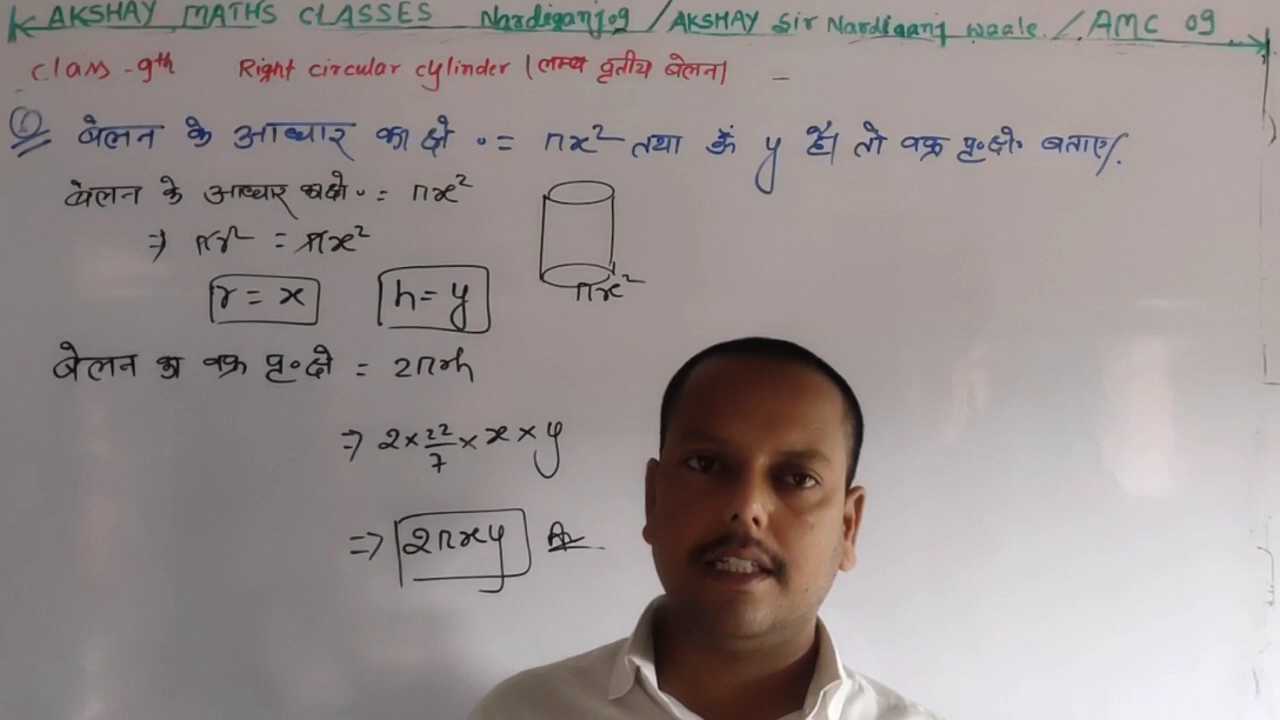 AKSHAY MATHS CLASSES Nardiganj 09 / AKSHAY Sir Nardiganj waale / AMC 09
Class - 9th Right circular cylinder (लम्ब वृतीय बेलन) -
Q बेलन के आधार का क्षे० = πx² तथा ऊँ y है। तो वक्र पृ०क्षे० बताए।
बेलन के आधार का क्षे० = πx²
⇒ πr² = πx²
r = x h = y
πx²
बेलन का वक्र पृ०क्षे = 2πrh
⇒ 2 × 22/7 × x × y
⇒ 2πxy A